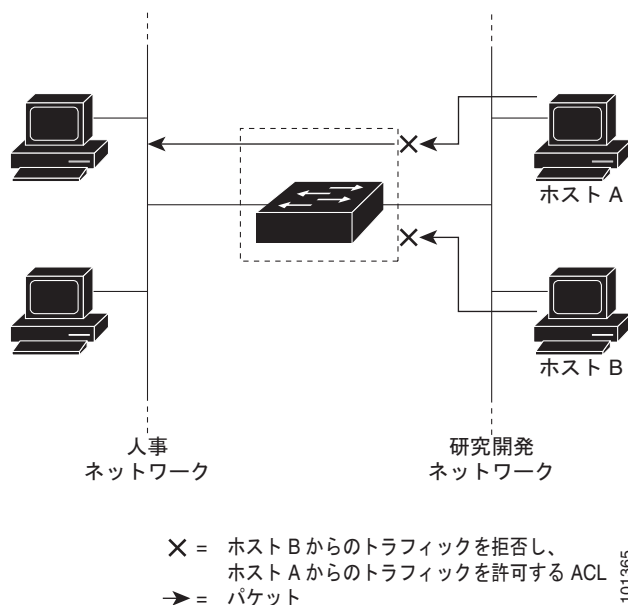 ホスト A
ホスト B
人事
ネットワーク
研究開発
ネットワーク
✕ = ホスト B からのトラフィックを拒否し、
ホスト A からのトラフィックを許可する ACL
➔ = パケット
101365